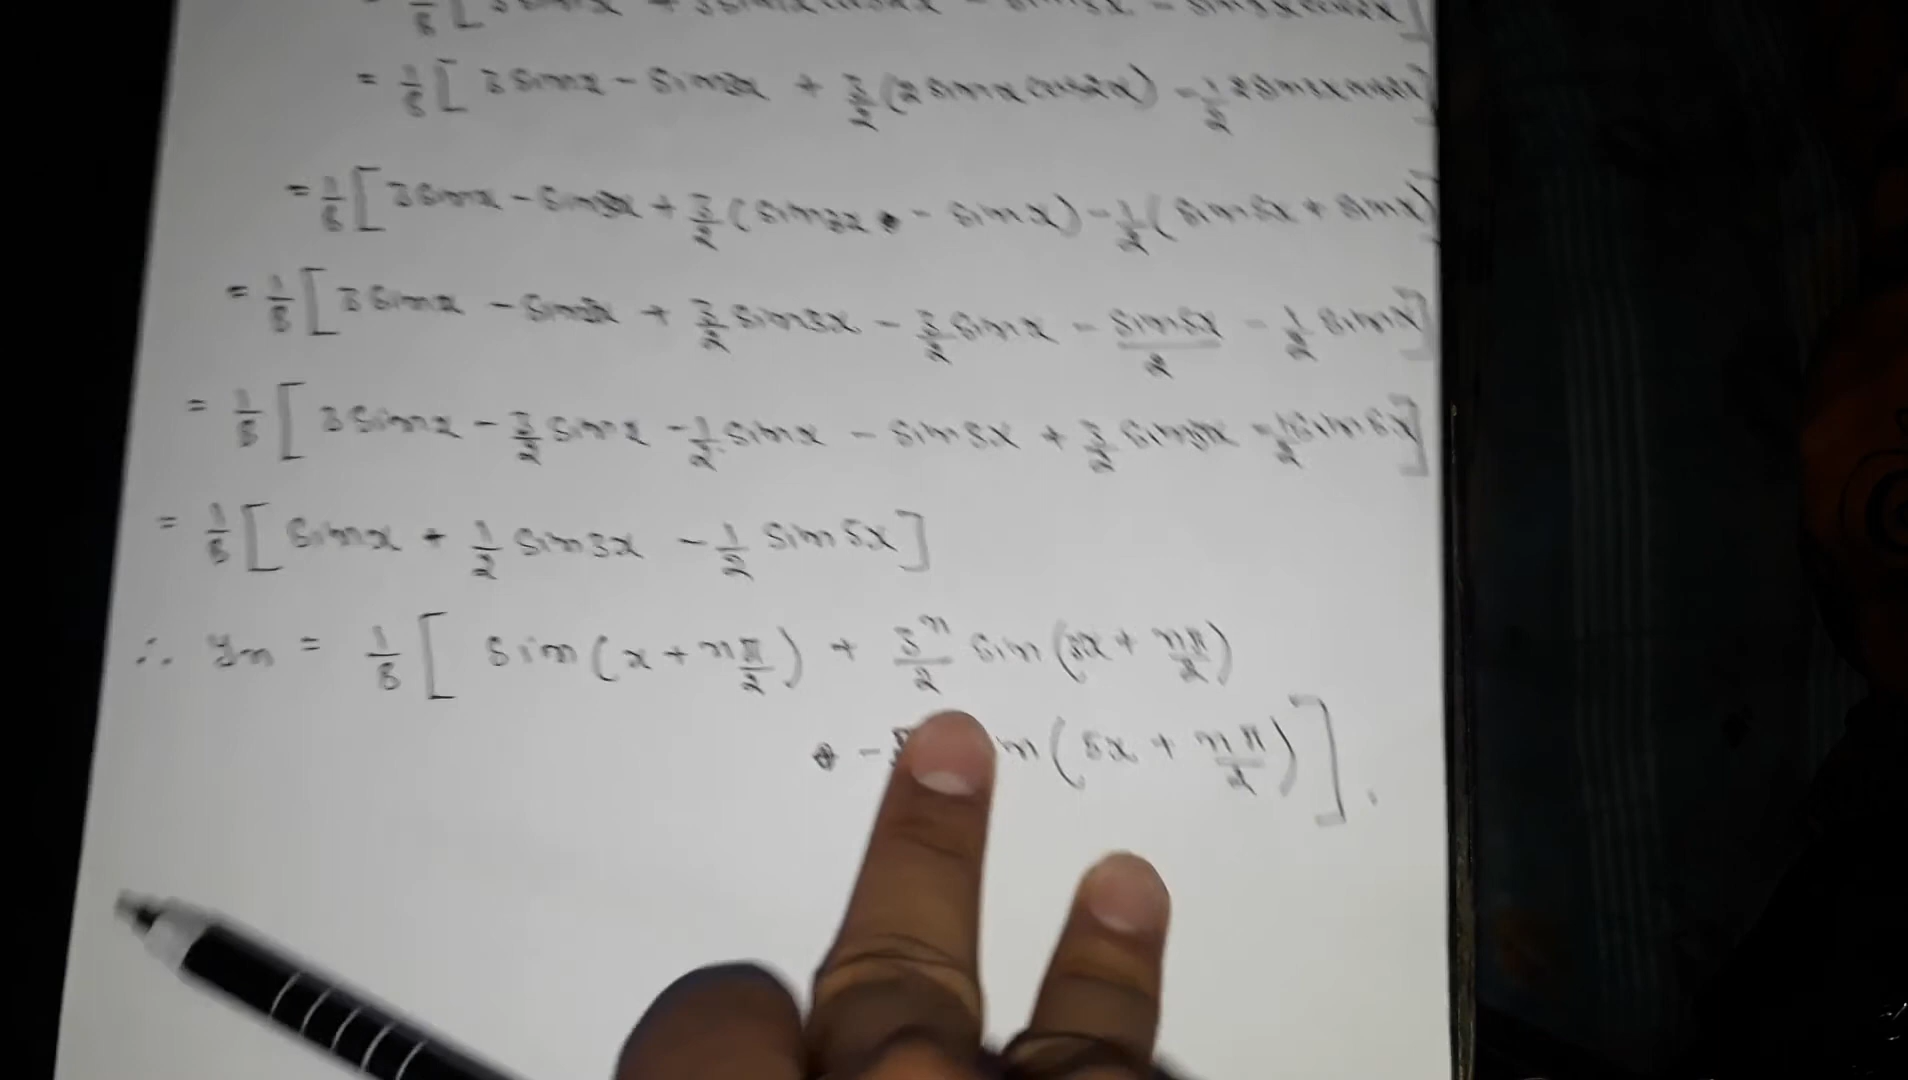 = 1/8 [ 3 sinx - sin3x + 3/2 (2 sinx cos2x) - 1/2 2 sin3x cos2x ]
= 1/8 [ 3 sinx - sin3x + 3/2 ( sin3x - sinx ) - 1/2 ( sin5x + sinx ) ]
= 1/8 [ 3 sinx - sin3x + 3/2 sin3x - 3/2 sinx - sin5x/2 - 1/2 sinx ]
= 1/8 [ 3 sinx - 3/2 sinx - 1/2 sinx - sin3x + 3/2 sin3x - 1/2 sin5x ]
= 1/8 [ sinx + 1/2 sin3x - 1/2 sin5x ]
∴ yn = 1/8 [ sin(x + nπ/2) + 3^n/2 sin(3x + nπ/2)
(5x + nπ/2) ].